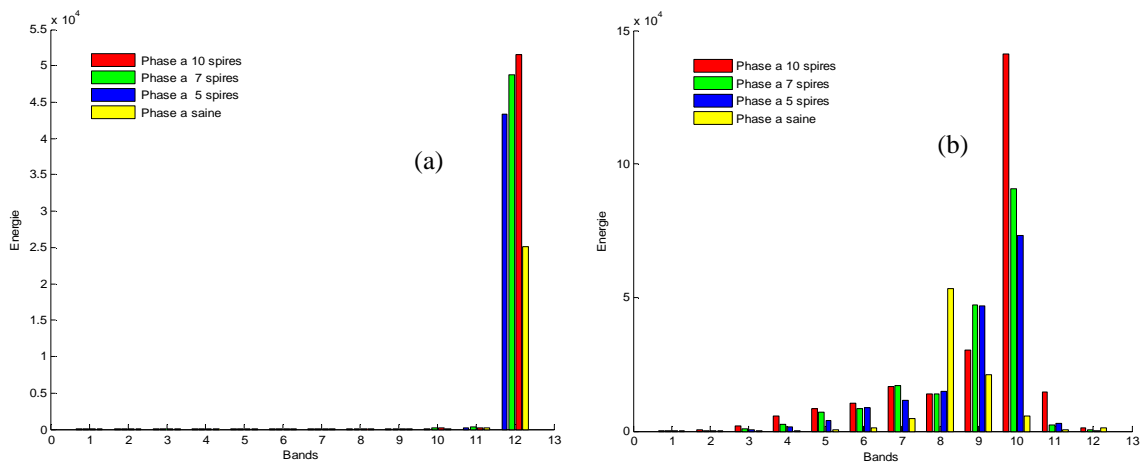 x 10^4
5.5
5
4.5
4
3.5
3
2.5
2
1.5
1
0.5
0
Energie
Phase a 10 spires
Phase a 7 spires
Phase a 5 spires
Phase a saine
(a)
0 1 2 3 4 5 6 7 8 9 10 11 12 13
Bands
x 10^4
15
10
5
0
Energie
Phase a 10 spires
Phase a 7 spires
Phase a 5 spires
Phase a saine
(b)
1 2 3 4 5 6 7 8 9 10 11 12 13
Bands